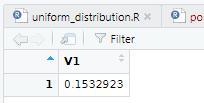 uniform_distribution.R
po
Filter
V1
1 0.1532923